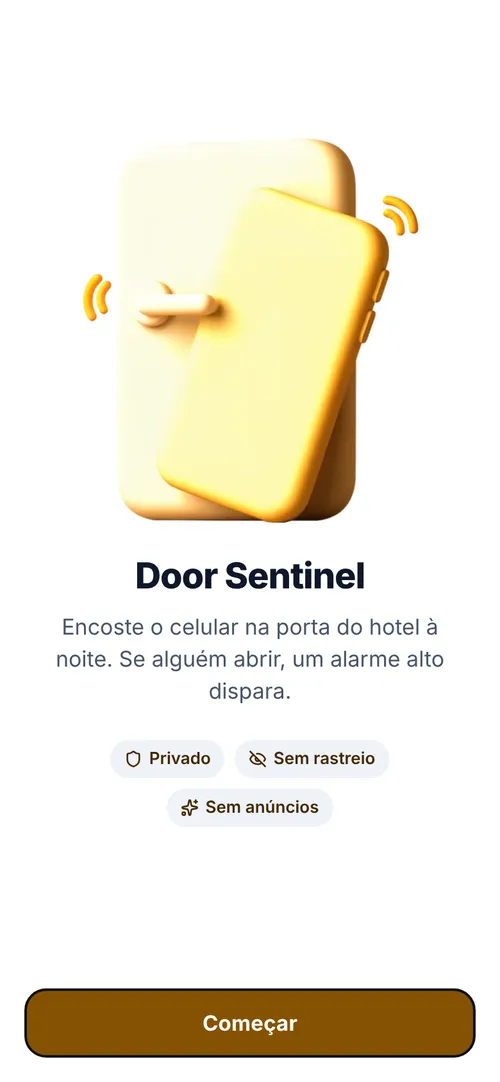 Door Sentinel
Encoste o celular na porta do hotel à
noite. Se alguém abrir, um alarme alto
dispara.
Privado
Sem rastreio
Sem anúncios
Começar